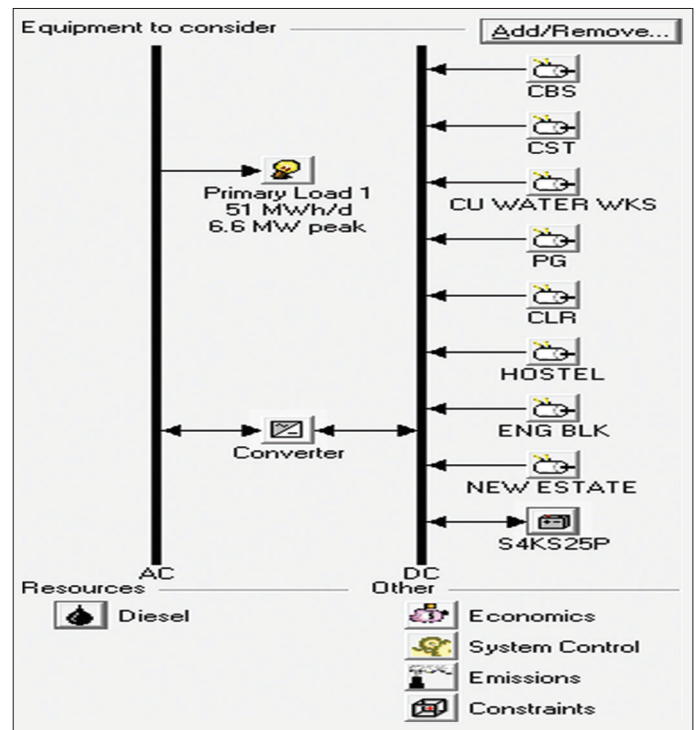 Equipment to consider
Add/Remove...
CBS
CST
Primary Load 1
51 MWh/d
6.6 MW peak
CU WATER WKS
PG
CLR
HOSTEL
Converter
ENG BLK
NEW ESTATE
S4KS25P
AC
DC
Resources
Other
Diesel
Economics
System Control
Emissions
Constraints